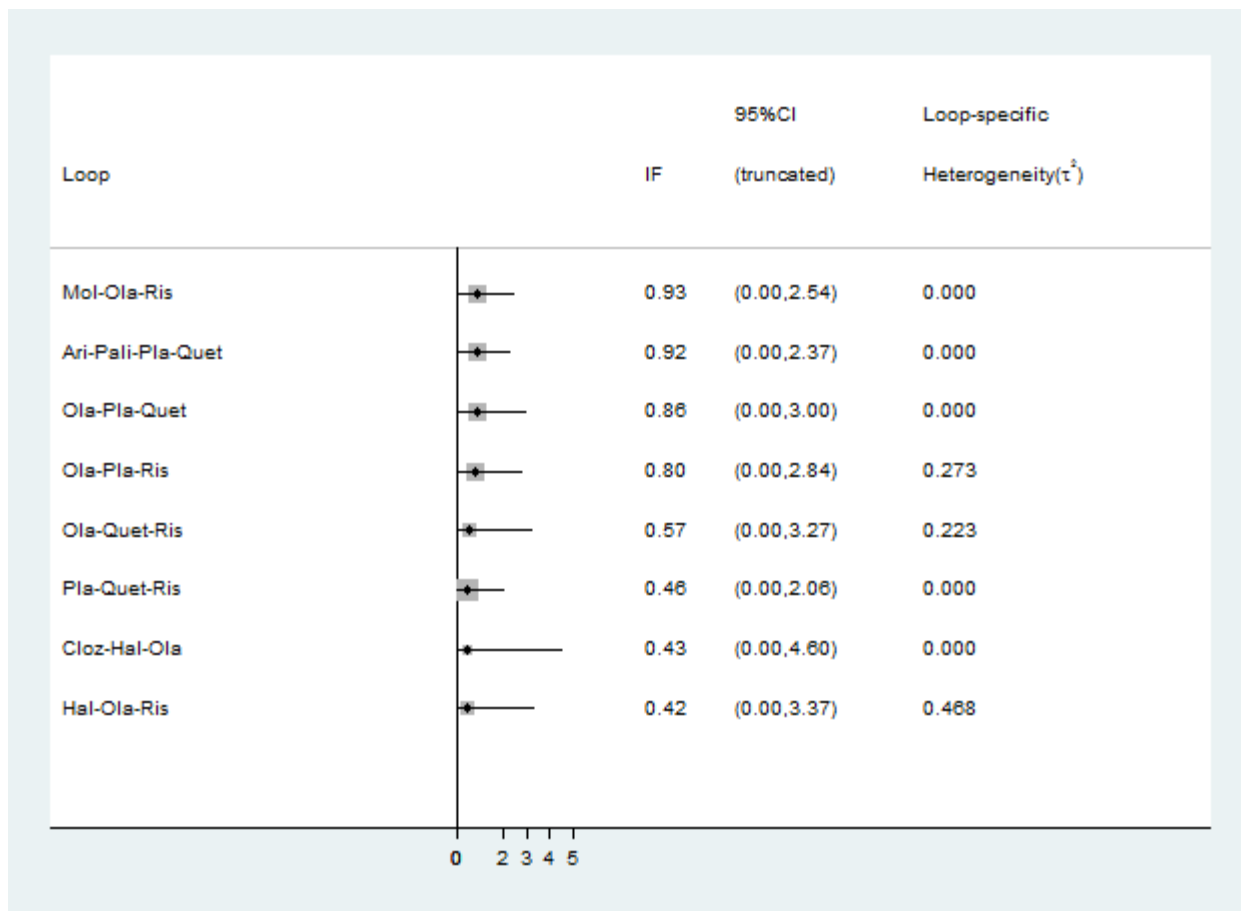 95%CI Loop-specific
Loop IF (truncated) Heterogeneity(τ²)
Mol-Ola-Ris 0.93 (0.00,2.54) 0.000
Ari-Pali-Pla-Quet 0.92 (0.00,2.37) 0.000
Ola-Pla-Quet 0.86 (0.00,3.00) 0.000
Ola-Pla-Ris 0.80 (0.00,2.84) 0.273
Ola-Quet-Ris 0.57 (0.00,3.27) 0.223
Pla-Quet-Ris 0.46 (0.00,2.06) 0.000
Cloz-Hal-Ola 0.43 (0.00,4.60) 0.000
Hal-Ola-Ris 0.42 (0.00,3.37) 0.468
0 2 3 4 5